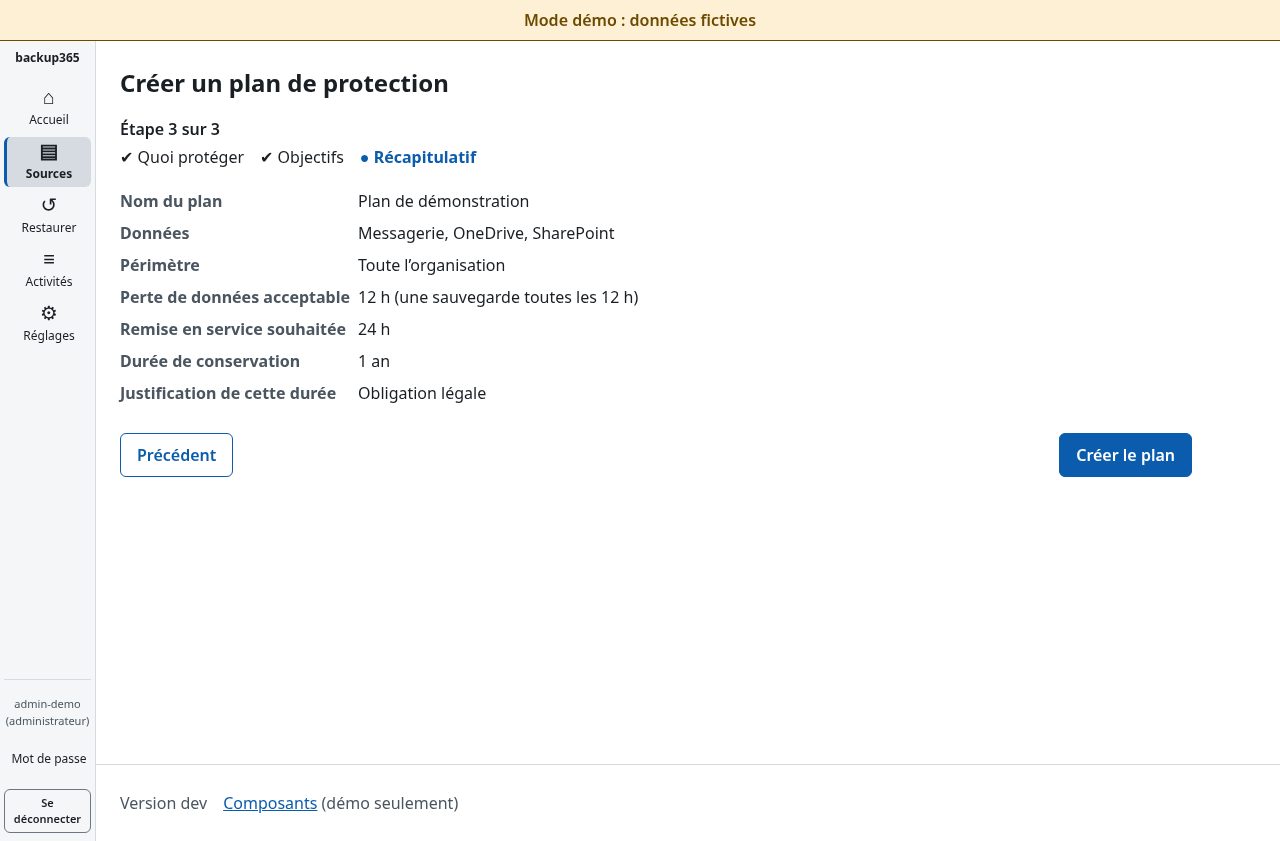 Mode démo : données fictives
backup365
⌂
Accueil
▤
Sources
↺
Restaurer
≡
Activités
⚙
Réglages
admin-demo
(administrateur)
Mot de passe
Se
déconnecter
Créer un plan de protection
Étape 3 sur 3
✔ Quoi protéger ✔ Objectifs ● Récapitulatif
Nom du plan Plan de démonstration
Données Messagerie, OneDrive, SharePoint
Périmètre Toute l’organisation
Perte de données acceptable 12 h (une sauvegarde toutes les 12 h)
Remise en service souhaitée 24 h
Durée de conservation 1 an
Justification de cette durée Obligation légale
Précédent Créer le plan
Version dev Composants (démo seulement)